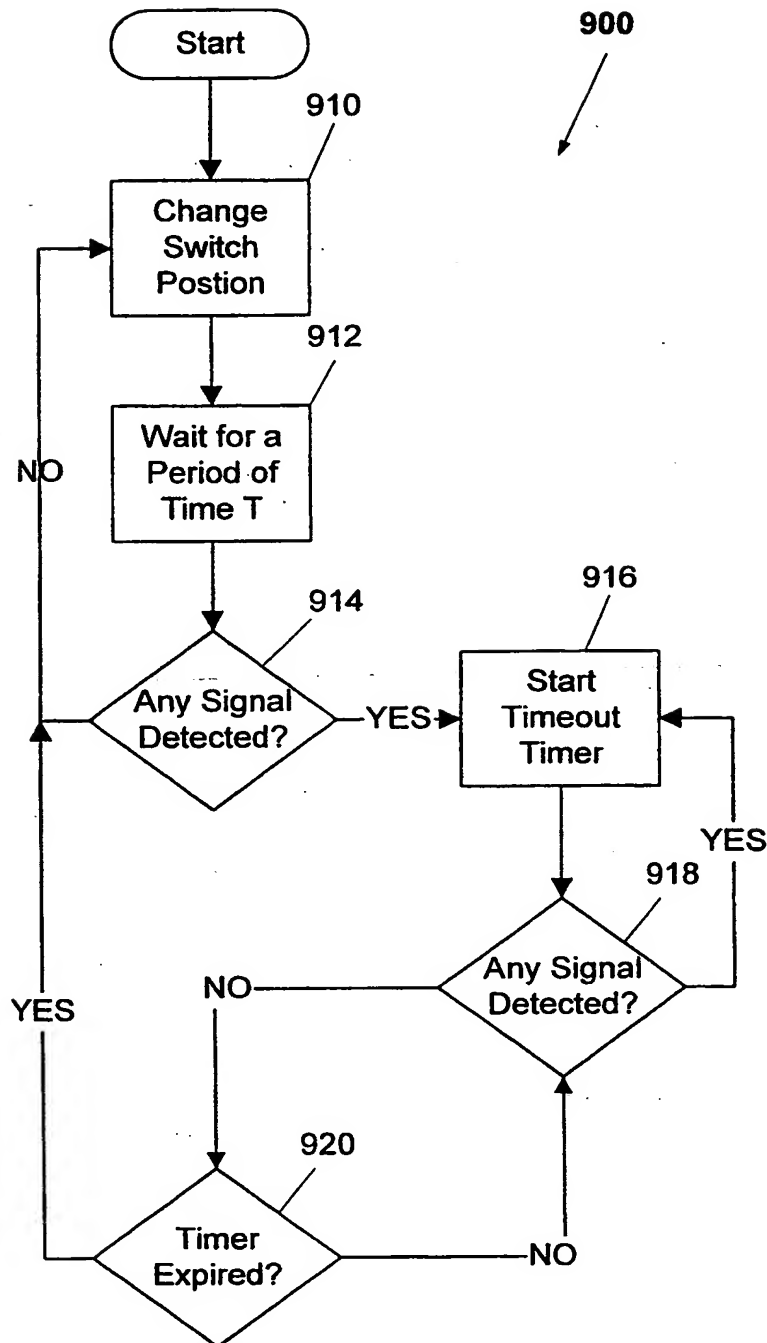 Start
900
910
Change
Switch
Postion
912
Wait for a
Period of
Time T
NO
914
Any Signal
Detected?
YES
916
Start
Timeout
Timer
YES
918
Any Signal
Detected?
NO
YES
920
Timer
Expired?
NO